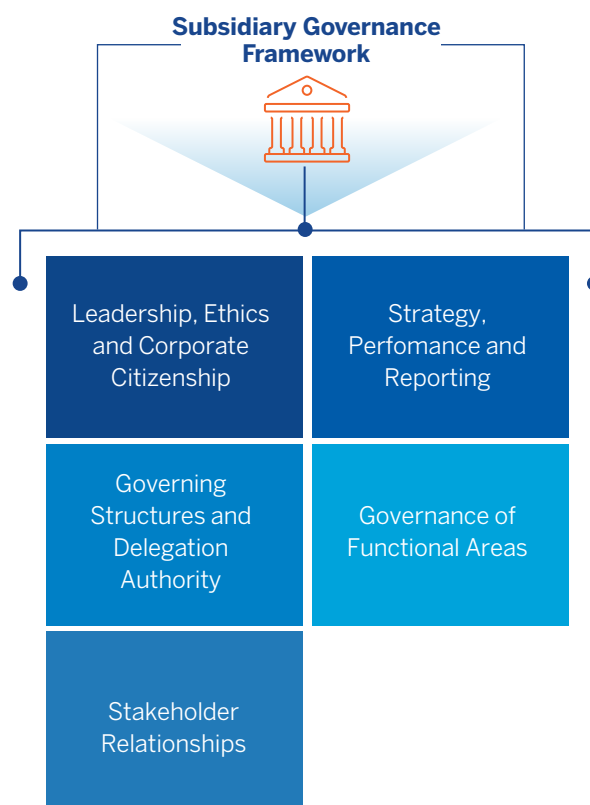 Subsidiary Governance
Framework
Leadership, Ethics
and Corporate
Citizenship
Strategy,
Perfomance and
Reporting
Governing
Structures and
Delegation
Authority
Governance of
Functional Areas
Stakeholder
Relationships